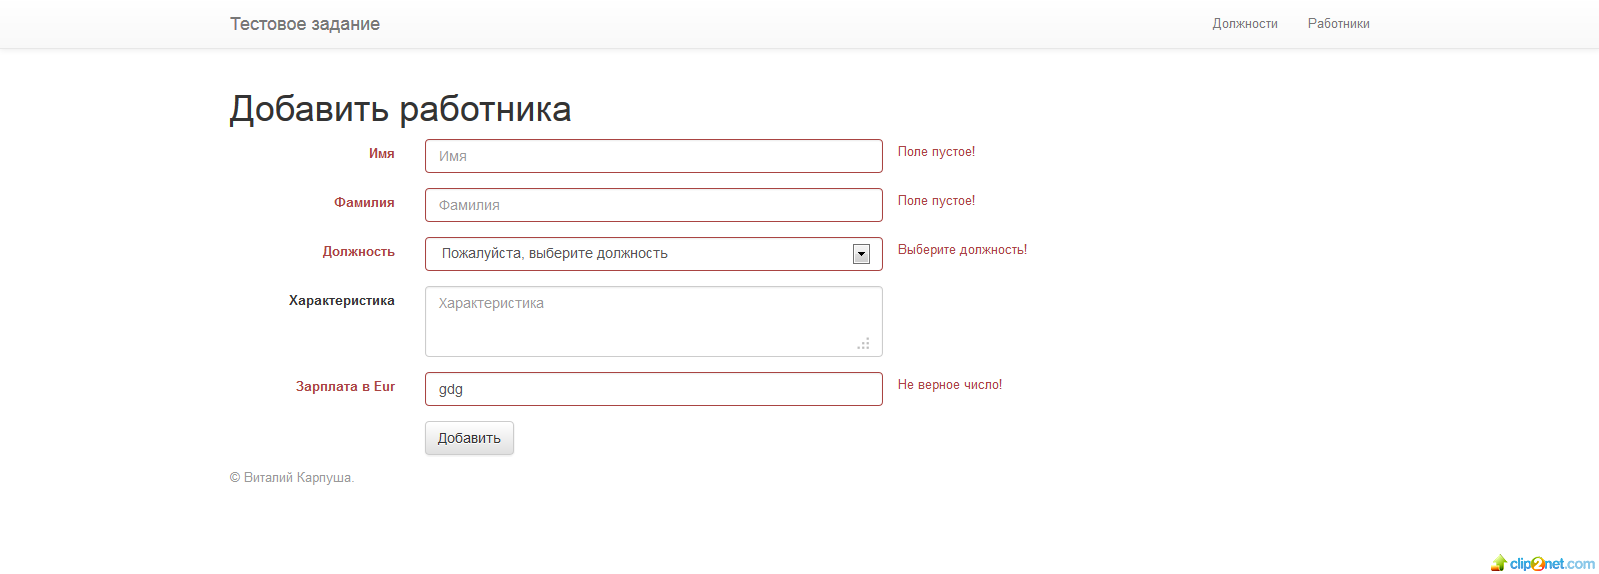 Тестовое задание Должности Работники
Добавить работника
Имя Имя Поле пустое!
Фамилия Фамилия Поле пустое!
Должность Пожалуйста, выберите должность Выберите должность!
Характеристика Характеристика
Зарплата в Eur gdg Не верное число!
Добавить
© Виталий Карпуша.
clip2net.com